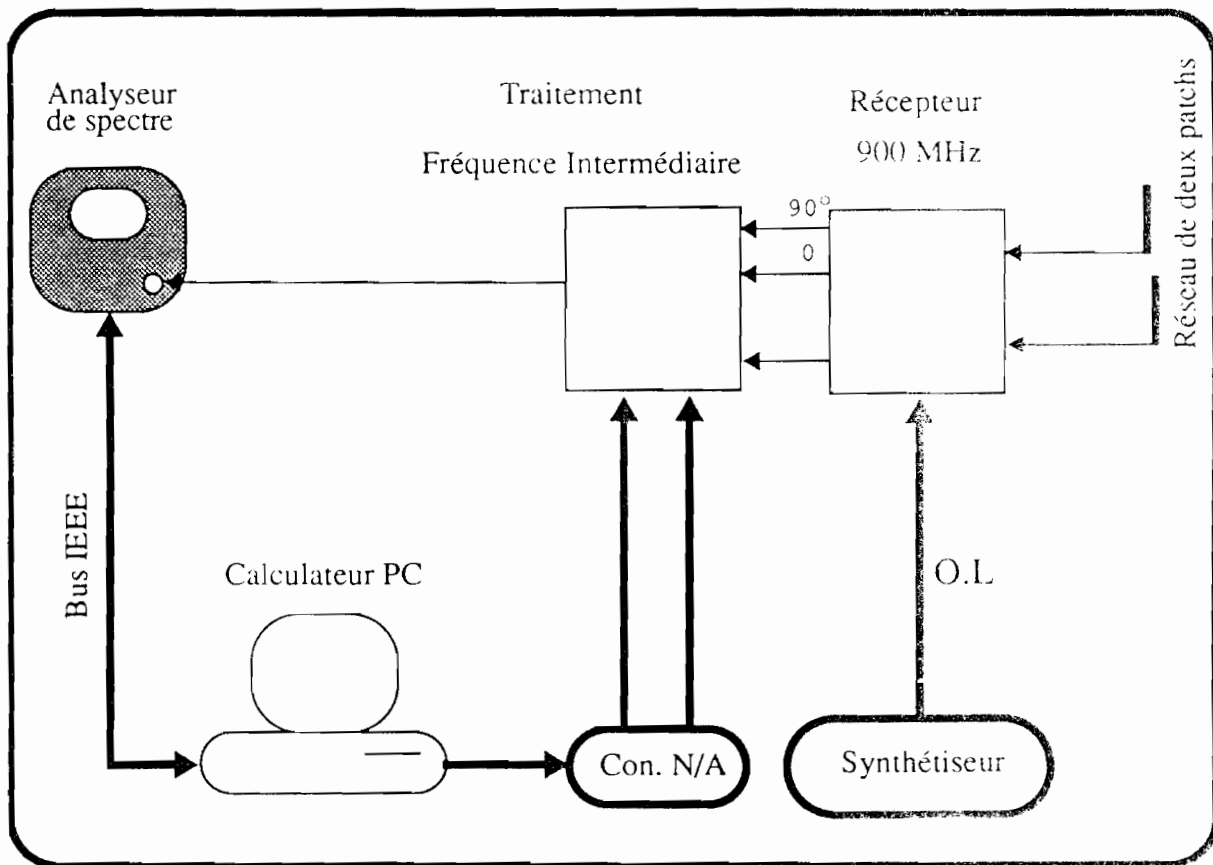 Analyseur
de spectre
Traitement
Fréquence Intermédiaire
Récepteur
900 MHz
Réseau de deux patchs
90°
0
Bus IEEE
Calculateur PC
O.L
Con. N/A
Synthétiseur